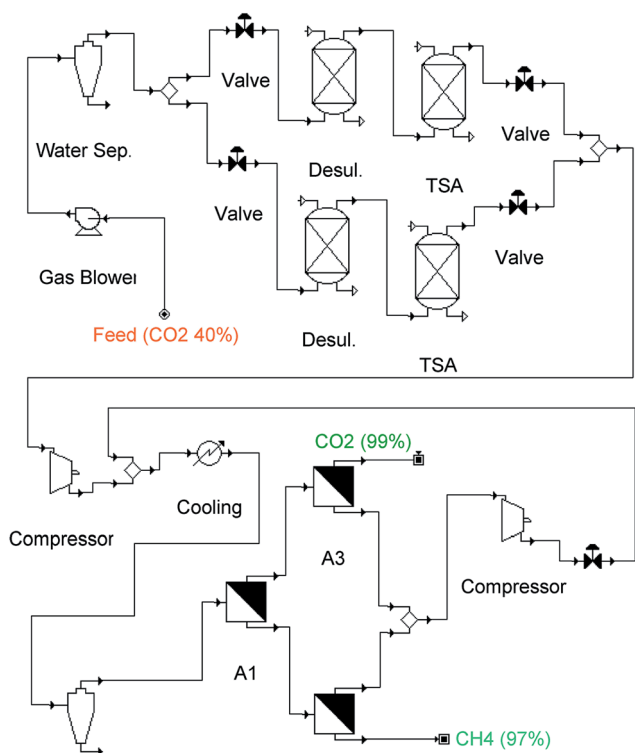 Valve
Valve
Water Sep.
Desul.
TSA
Valve
Valve
Gas Blower
Feed (CO2 40%)
Desul.
TSA
CO2 (99%)
Cooling
Compressor
A3
Compressor
A1
CH4 (97%)